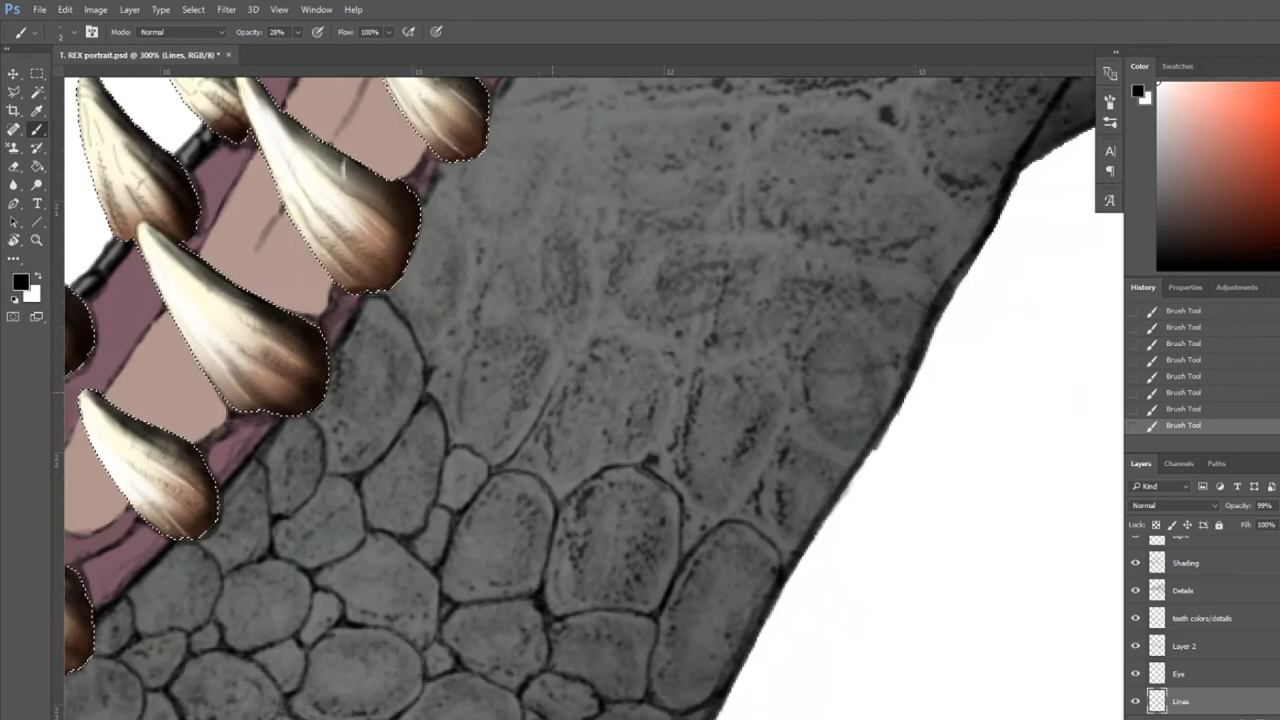 Ps File Edit Image Layer Type Select Filter 3D View Window Help
2 Mode: Normal Opacity: 28% Flow: 100%
T. REX portrait.psd @ 300% (Lines, RGB/8) * ×
10 11 12 13
Color Swatches
History Properties Adjustments
Brush Tool
Brush Tool
Brush Tool
Brush Tool
Brush Tool
Brush Tool
Brush Tool
Brush Tool
Layers Channels Paths
Kind
Normal Opacity: 99%
Lock: Fill: 100%
Light
Shading
Details
teeth colors/details
Layer 2
Eye
Lines